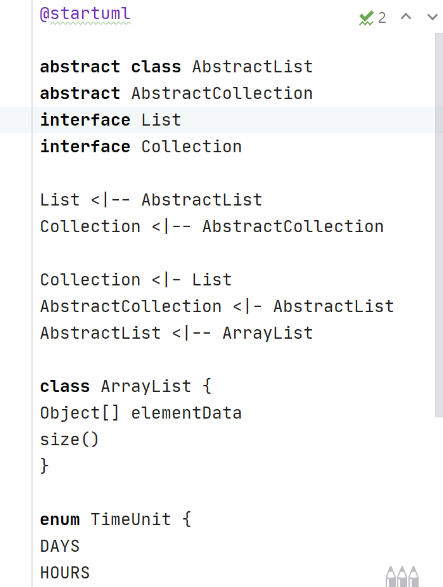 @startuml
2
abstract class AbstractList
abstract AbstractCollection
interface List
interface Collection
List <|-- AbstractList
Collection <|-- AbstractCollection
Collection <|- List
AbstractCollection <|- AbstractList
AbstractList <|-- ArrayList
class ArrayList {
Object[] elementData
size()
}
enum TimeUnit {
DAYS
HOURS